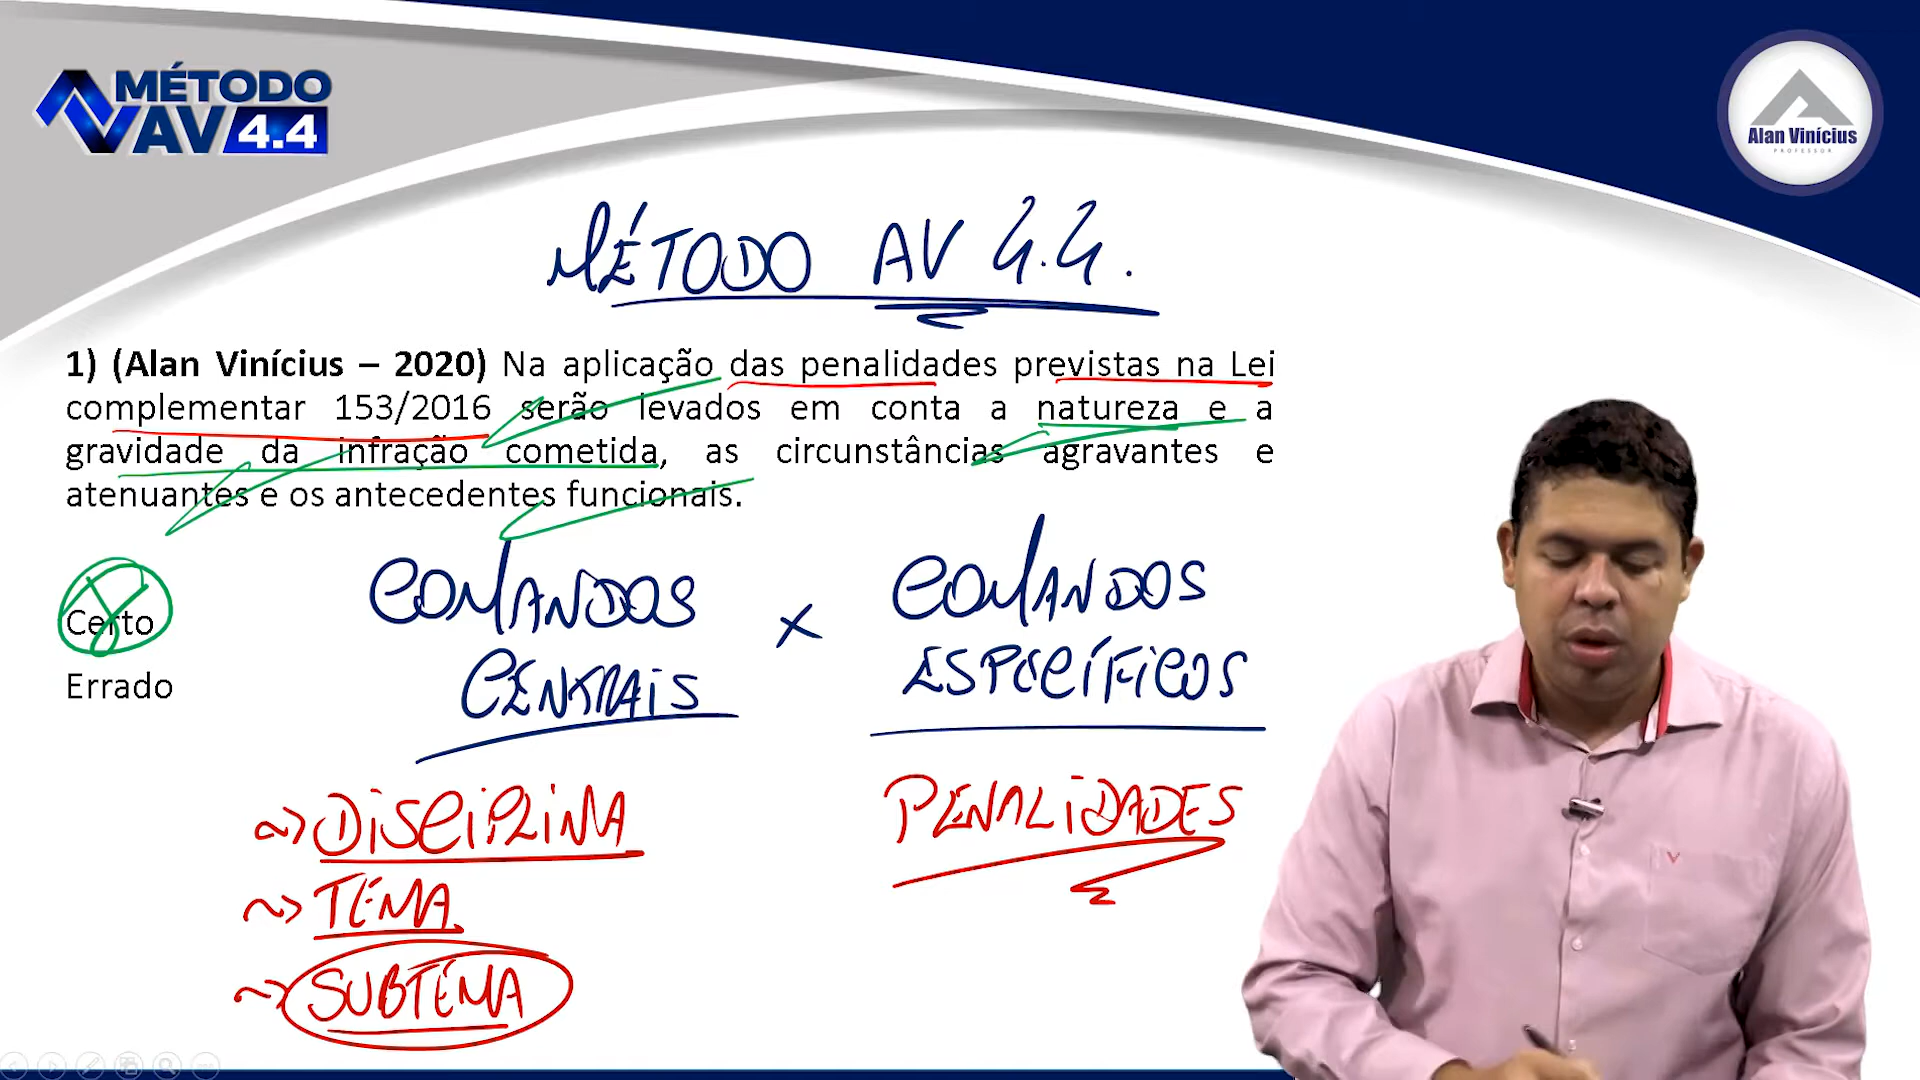 MÉTODO
AV 4.4
Alan Vinícius
PROFESSOR
MÉTODO AV 4.4.
1) (Alan Vinícius – 2020) Na aplicação das penalidades previstas na Lei
complementar 153/2016 serão levados em conta a natureza e a
gravidade da infração cometida, as circunstâncias agravantes e
atenuantes e os antecedentes funcionais.
Certo
Errado
COMANDOS
CENTRAIS
x
COMANDOS
ESPECÍFICOS
DISCIPLINA
TEMA
SUBTEMA
PENALIDADES